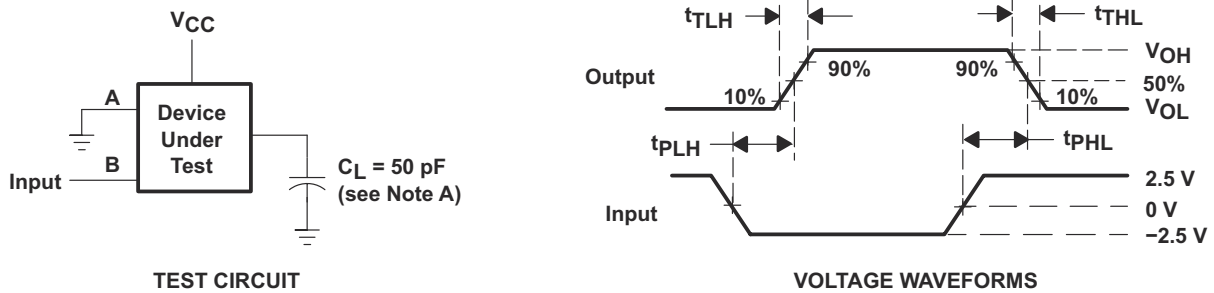 VCC
A
B
Input
Device
Under
Test
CL = 50 pF
(see Note A)
TEST CIRCUIT
tTLH
tTHL
Output
10%
90%
90%
10%
VOH
50%
VOL
tPLH
tPHL
Input
2.5 V
0 V
−2.5 V
VOLTAGE WAVEFORMS